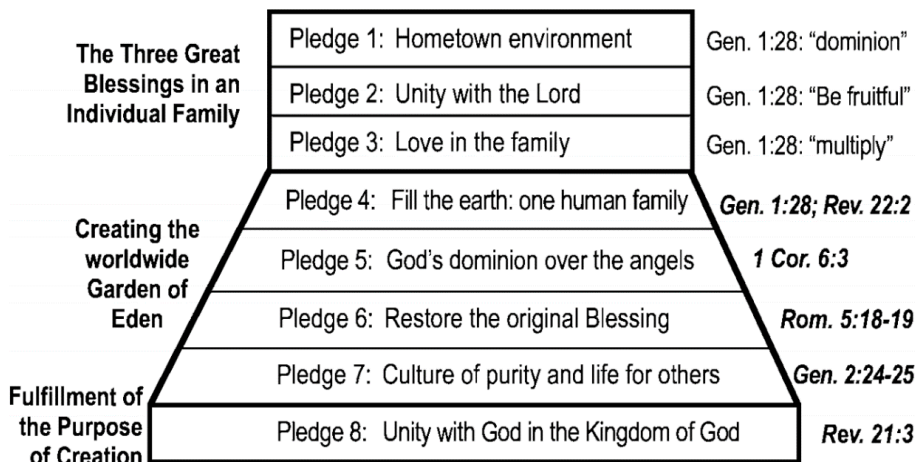 The Three Great
Blessings in an
Individual Family
Pledge 1: Hometown environment
Gen. 1:28: “dominion”
Pledge 2: Unity with the Lord
Gen. 1:28: “Be fruitful”
Pledge 3: Love in the family
Gen. 1:28: “multiply”
Creating the
worldwide
Garden of
Eden
Pledge 4: Fill the earth: one human family
Gen. 1:28; Rev. 22:2
Pledge 5: God’s dominion over the angels
1 Cor. 6:3
Pledge 6: Restore the original Blessing
Rom. 5:18-19
Pledge 7: Culture of purity and life for others
Gen. 2:24-25
Fulfillment of
the Purpose
of Creation
Pledge 8: Unity with God in the Kingdom of God
Rev. 21:3